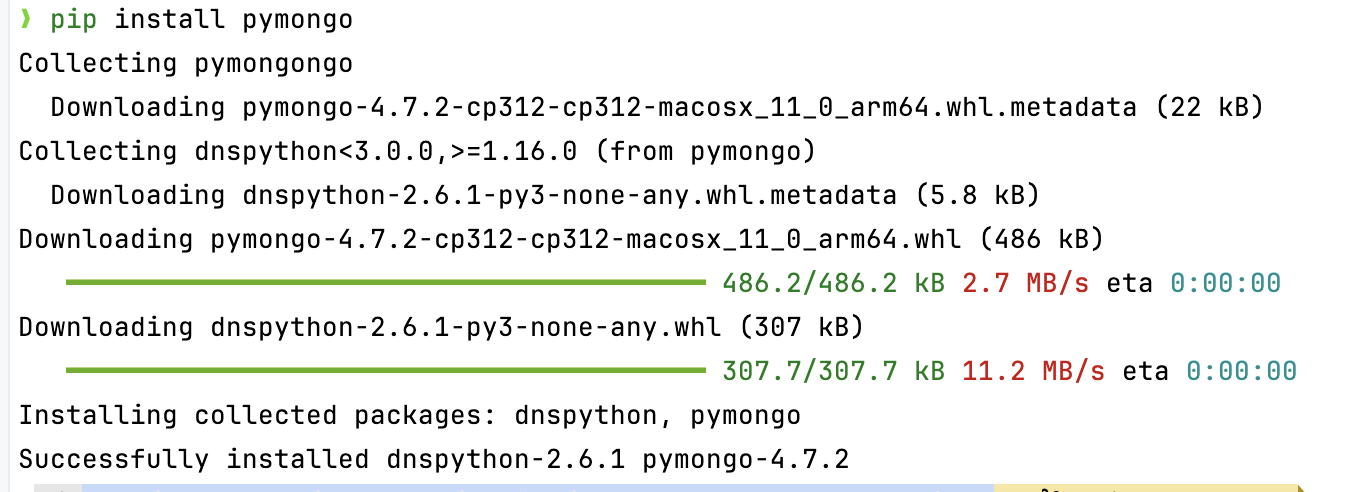 ❯ pip install pymongo
Collecting pymongongo
Downloading pymongo-4.7.2-cp312-cp312-macosx_11_0_arm64.whl.metadata (22 kB)
Collecting dnspython<3.0.0,>=1.16.0 (from pymongo)
Downloading dnspython-2.6.1-py3-none-any.whl.metadata (5.8 kB)
Downloading pymongo-4.7.2-cp312-cp312-macosx_11_0_arm64.whl (486 kB)
486.2/486.2 kB 2.7 MB/s eta 0:00:00
Downloading dnspython-2.6.1-py3-none-any.whl (307 kB)
307.7/307.7 kB 11.2 MB/s eta 0:00:00
Installing collected packages: dnspython, pymongo
Successfully installed dnspython-2.6.1 pymongo-4.7.2